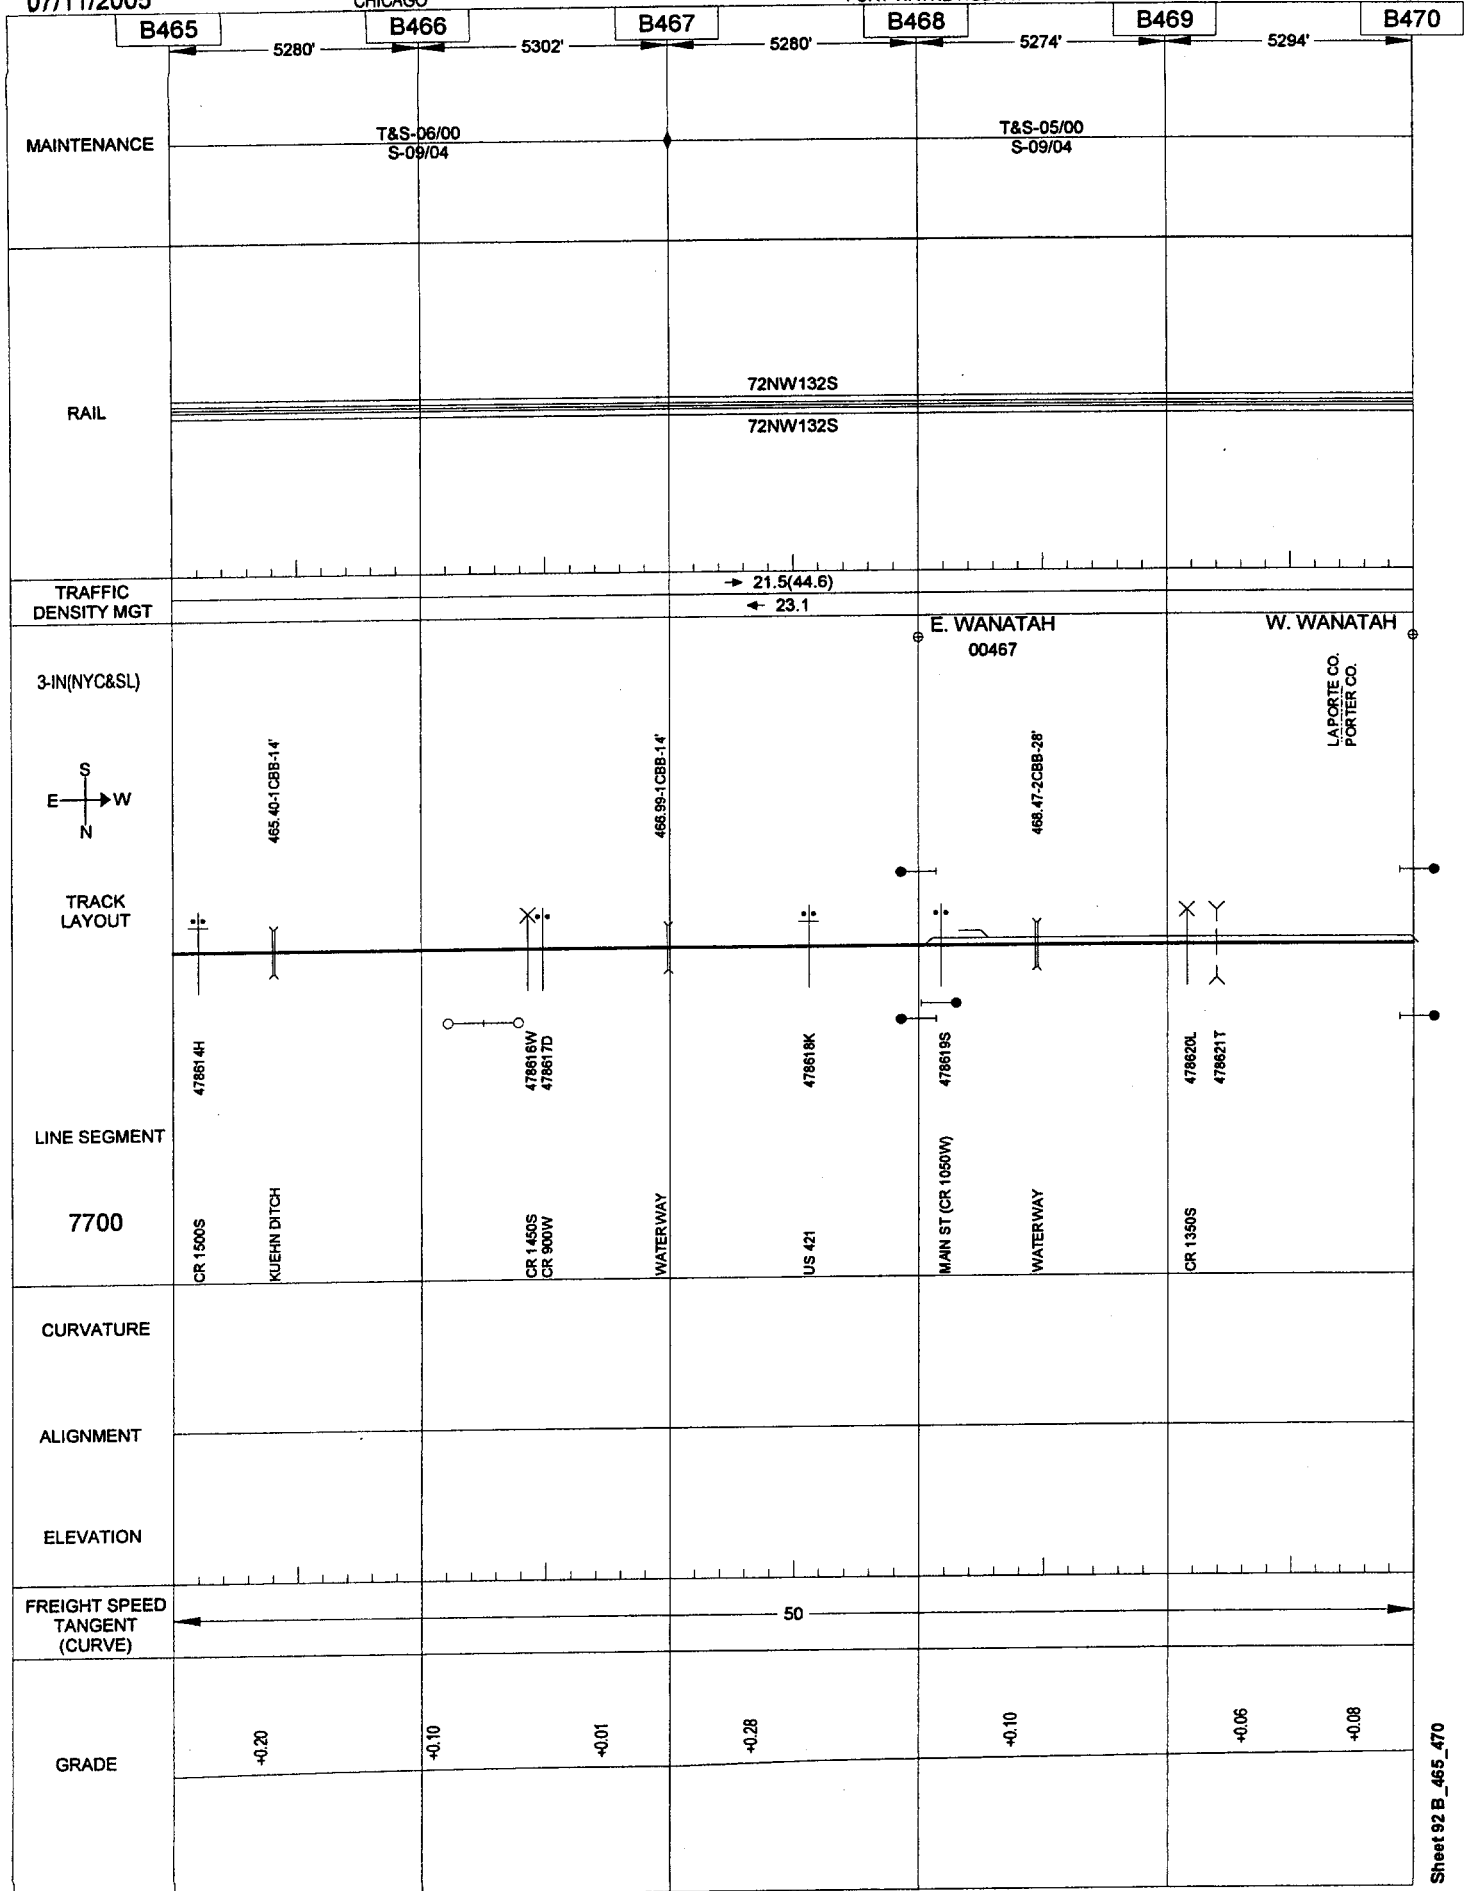 07/11/2005
CHICAGO
B465
B466
B467
B468
B469
B470
5280'
5302'
5280'
5274'
5294'
MAINTENANCE
T&S-06/00
S-09/04
T&S-05/00
S-09/04
RAIL
72NW132S
72NW132S
TRAFFIC
DENSITY MGT
21.5(44.6)
23.1
E. WANATAH
00467
W. WANATAH
3-IN(NYC&SL)
LAPORTE CO.
PORTER CO.
S
E
W
N
465.40-1CBB-14'
466.99-1CBB-14'
468.47-2CBB-28'
TRACK
LAYOUT
478614H
478616W
478617D
478618K
478619S
478620L
478621T
LINE SEGMENT
7700
CR 1500S
KUEHN DITCH
CR 1450S
CR 900W
WATERWAY
US 421
MAIN ST (CR 1050W)
WATERWAY
CR 1350S
CURVATURE
ALIGNMENT
ELEVATION
FREIGHT SPEED
TANGENT
(CURVE)
50
GRADE
+0.20
+0.10
+0.01
+0.28
+0.10
+0.06
+0.08
Sheet 92 B_465_470